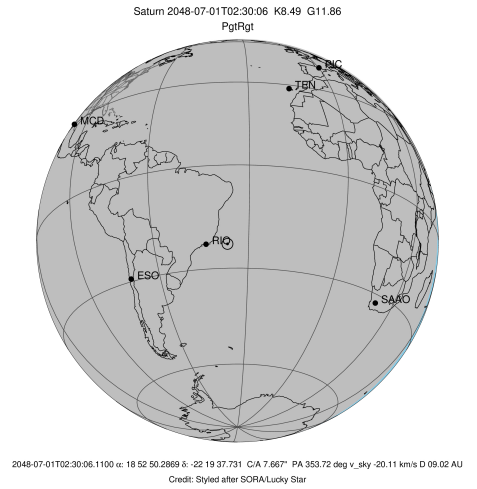 Saturn 2048-07-01T02:30:06 K8.49 G11.86
PgtRgt
PIC
TEN
MCD
RIO
ESO
SAAO
2048-07-01T02:30:06.1100 α: 18 52 50.2869 δ: -22 19 37.731 C/A 7.667" PA 353.72 deg v_sky -20.11 km/s D 09.02 AU
Credit: Styled after SORA/Lucky Star